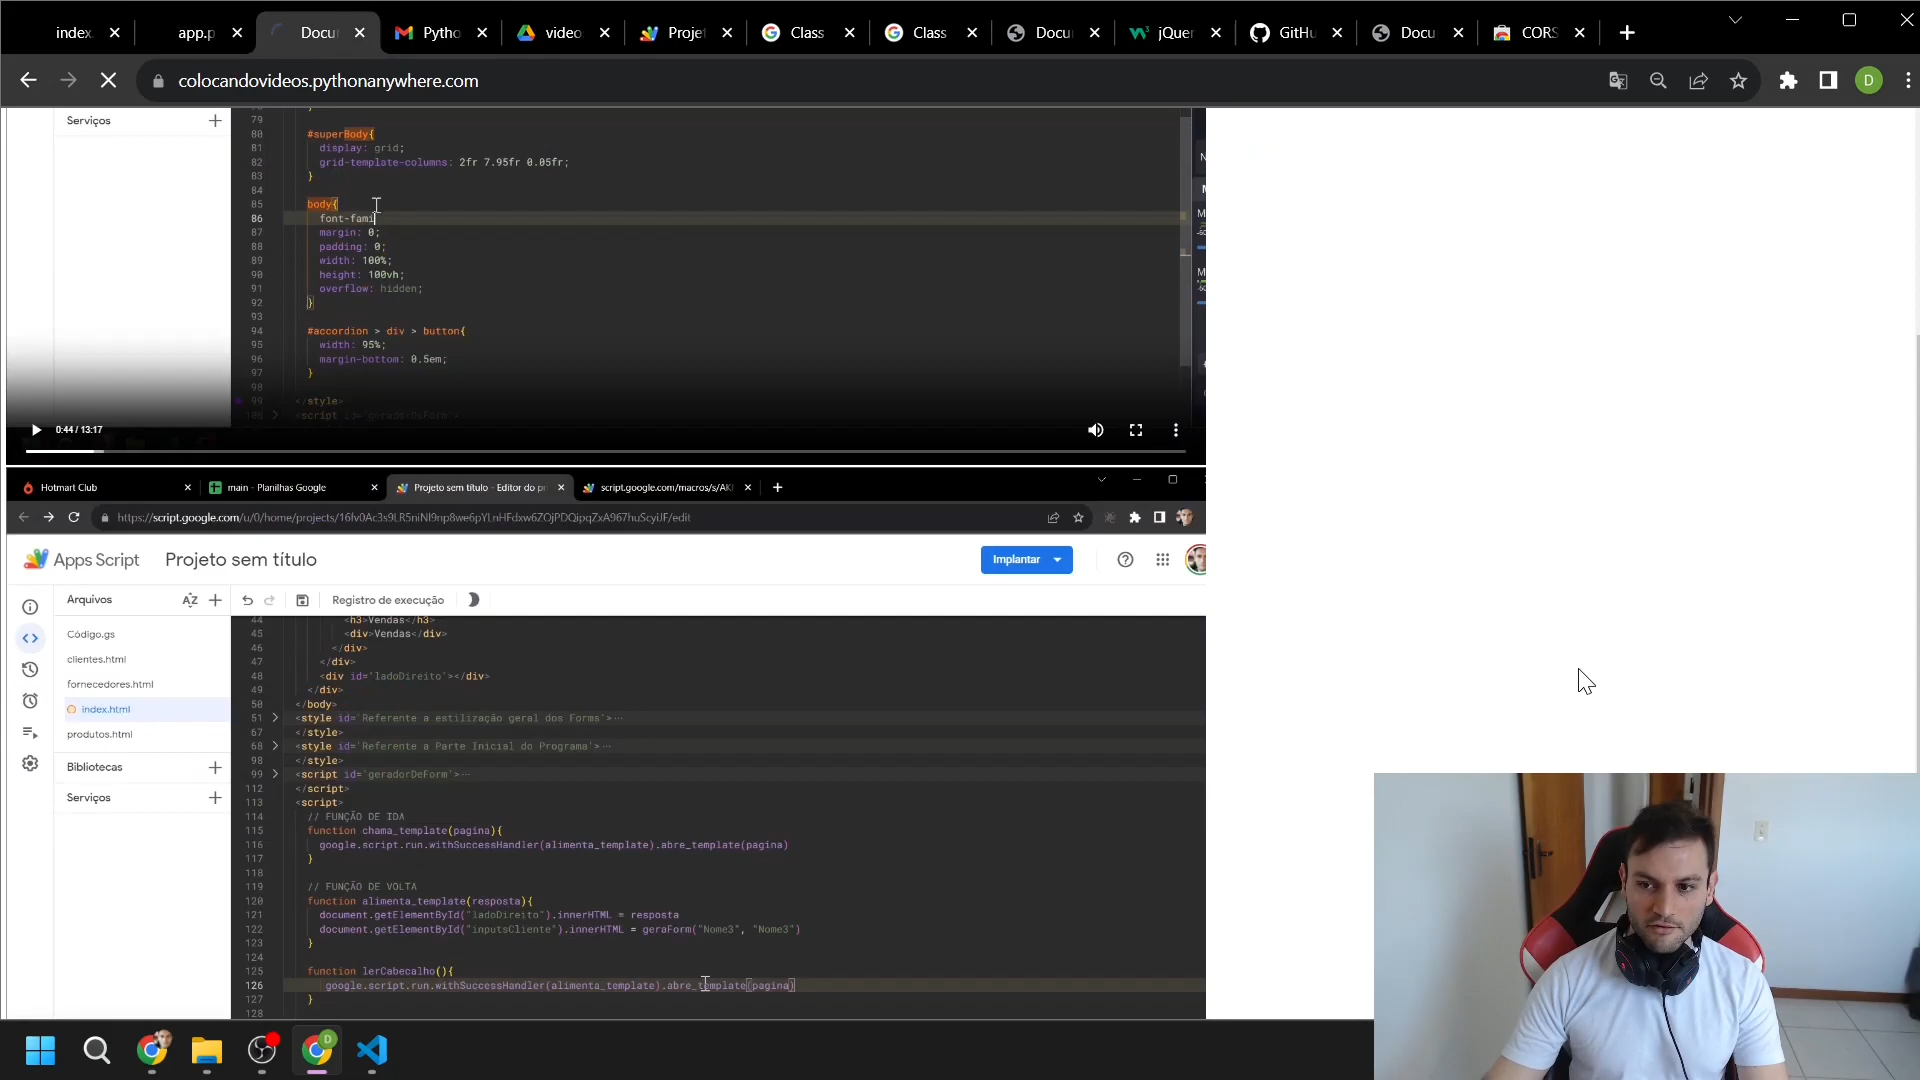 index.
app.p
Docu
Pytho
video
Projet
Class
Class
Docu
jQuer
GitHu
Docu
CORS
colocandovideos.pythonanywhere.com
D
Serviços
79
80 #superBody{
81 display: grid;
82 grid-template-columns: 2fr 7.95fr 0.05fr;
83 }
84
85 body{
86 font-fami
87 margin: 0;
88 padding: 0;
89 width: 100%;
90 height: 100vh;
91 overflow: hidden;
92 }
93
94 #accordion > div > button{
95 width: 95%;
96 margin-bottom: 0.5em;
97 }
98
99 </style>
100 <script id='geradorDeForm'>
0:44 / 13:17
Hotmart Club
main - Planilhas Google
Projeto sem título - Editor do pr
script.google.com/macros/s/AK
Apps Script
Projeto sem título
Implantar
Arquivos
AZ
Registro de execução
Código.gs
clientes.html
fornecedores.html
index.html
produtos.html
Bibliotecas
Serviços
44 <h3>Vendas</h3>
45 <div>Vendas</div>
46 </div>
47 </div>
48 <div id='ladoDireito'></div>
49 </div>
50 </body>
51 <style id='Referente a estilização geral dos Forms'>···
67 </style>
68 <style id='Referente a Parte Inicial do Programa'>···
98 </style>
99 <script id='geradorDeForm'>···
112 </script>
113 <script>
114 // FUNÇÃO DE IDA
115 function chama_template(pagina){
116 google.script.run.withSuccessHandler(alimenta_template).abre_template(pagina)
117 }
118
119 // FUNÇÃO DE VOLTA
120 function alimenta_template(resposta){
121 document.getElementById("ladoDireito").innerHTML = resposta
122 document.getElementById("inputsCliente").innerHTML = geraForm("Nome3", "Nome3")
123 }
124
125 function lerCabecalho(){
126 google.script.run.withSuccessHandler(alimenta_template).abre_template(pagina)
127 }
128
D